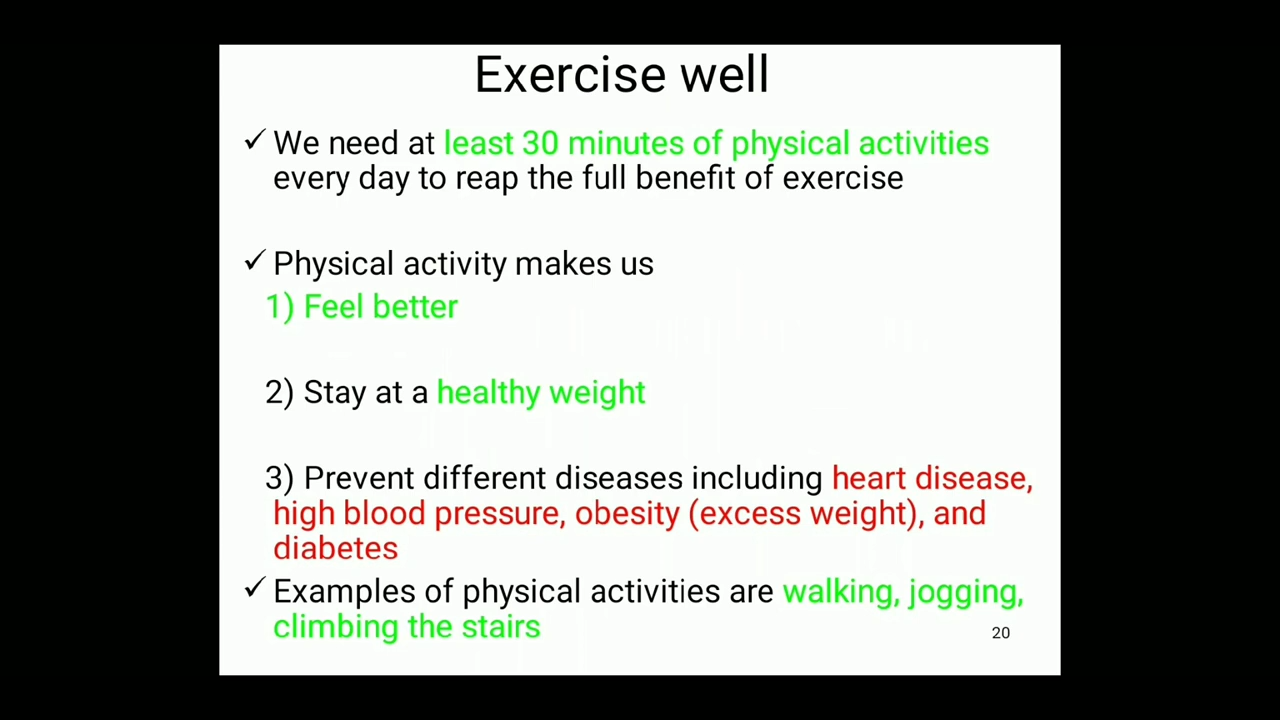 Exercise well
✓ We need at least 30 minutes of physical activities
every day to reap the full benefit of exercise
✓ Physical activity makes us
1) Feel better
2) Stay at a healthy weight
3) Prevent different diseases including heart disease,
high blood pressure, obesity (excess weight), and
diabetes
✓ Examples of physical activities are walking, jogging,
climbing the stairs
20